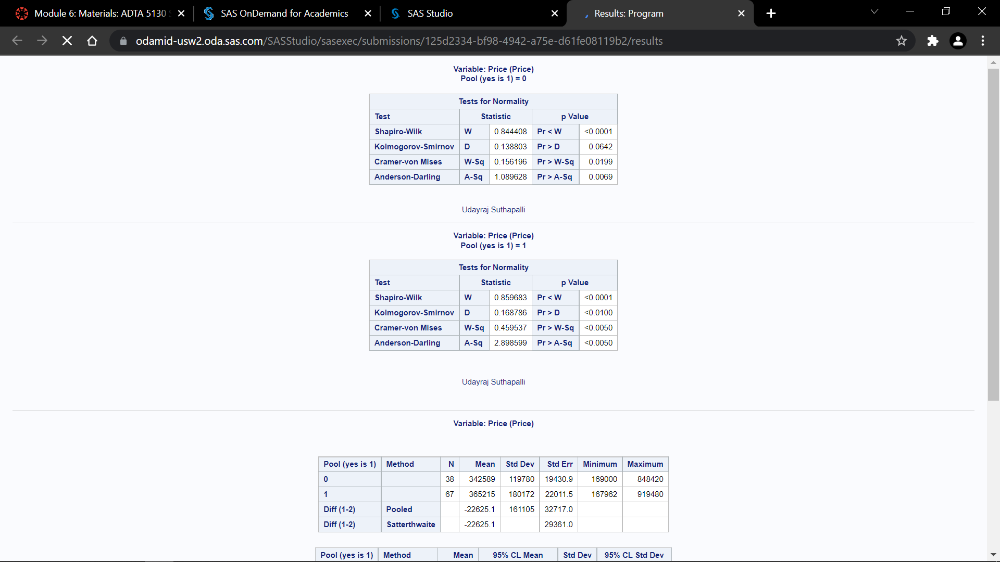 Module 6: Materials: ADTA 5130
SAS OnDemand for Academics
SAS Studio
Results: Program
odamid-usw2.oda.sas.com/SASStudio/sasexec/submissions/125d2334-bf98-4942-a75e-d61fe08119b2/results
Variable: Price (Price)
Pool (yes is 1) = 0
Tests for Normality
Test Statistic p Value
Shapiro-Wilk W 0.844408 Pr < W <0.0001
Kolmogorov-Smirnov D 0.138803 Pr > D 0.0642
Cramer-von Mises W-Sq 0.156196 Pr > W-Sq 0.0199
Anderson-Darling A-Sq 1.089628 Pr > A-Sq 0.0069
Udayraj Suthapalli
Variable: Price (Price)
Pool (yes is 1) = 1
Tests for Normality
Test Statistic p Value
Shapiro-Wilk W 0.859683 Pr < W <0.0001
Kolmogorov-Smirnov D 0.168786 Pr > D <0.0100
Cramer-von Mises W-Sq 0.459537 Pr > W-Sq <0.0050
Anderson-Darling A-Sq 2.898599 Pr > A-Sq <0.0050
Udayraj Suthapalli
Variable: Price (Price)
Pool (yes is 1) Method N Mean Std Dev Std Err Minimum Maximum
0 38 342589 119780 19430.9 169000 848420
1 67 365215 180172 22011.5 167962 919480
Diff (1-2) Pooled -22625.1 161105 32717.0
Diff (1-2) Satterthwaite -22625.1 29361.0
Pool (yes is 1) Method Mean 95% CL Mean Std Dev 95% CL Std Dev